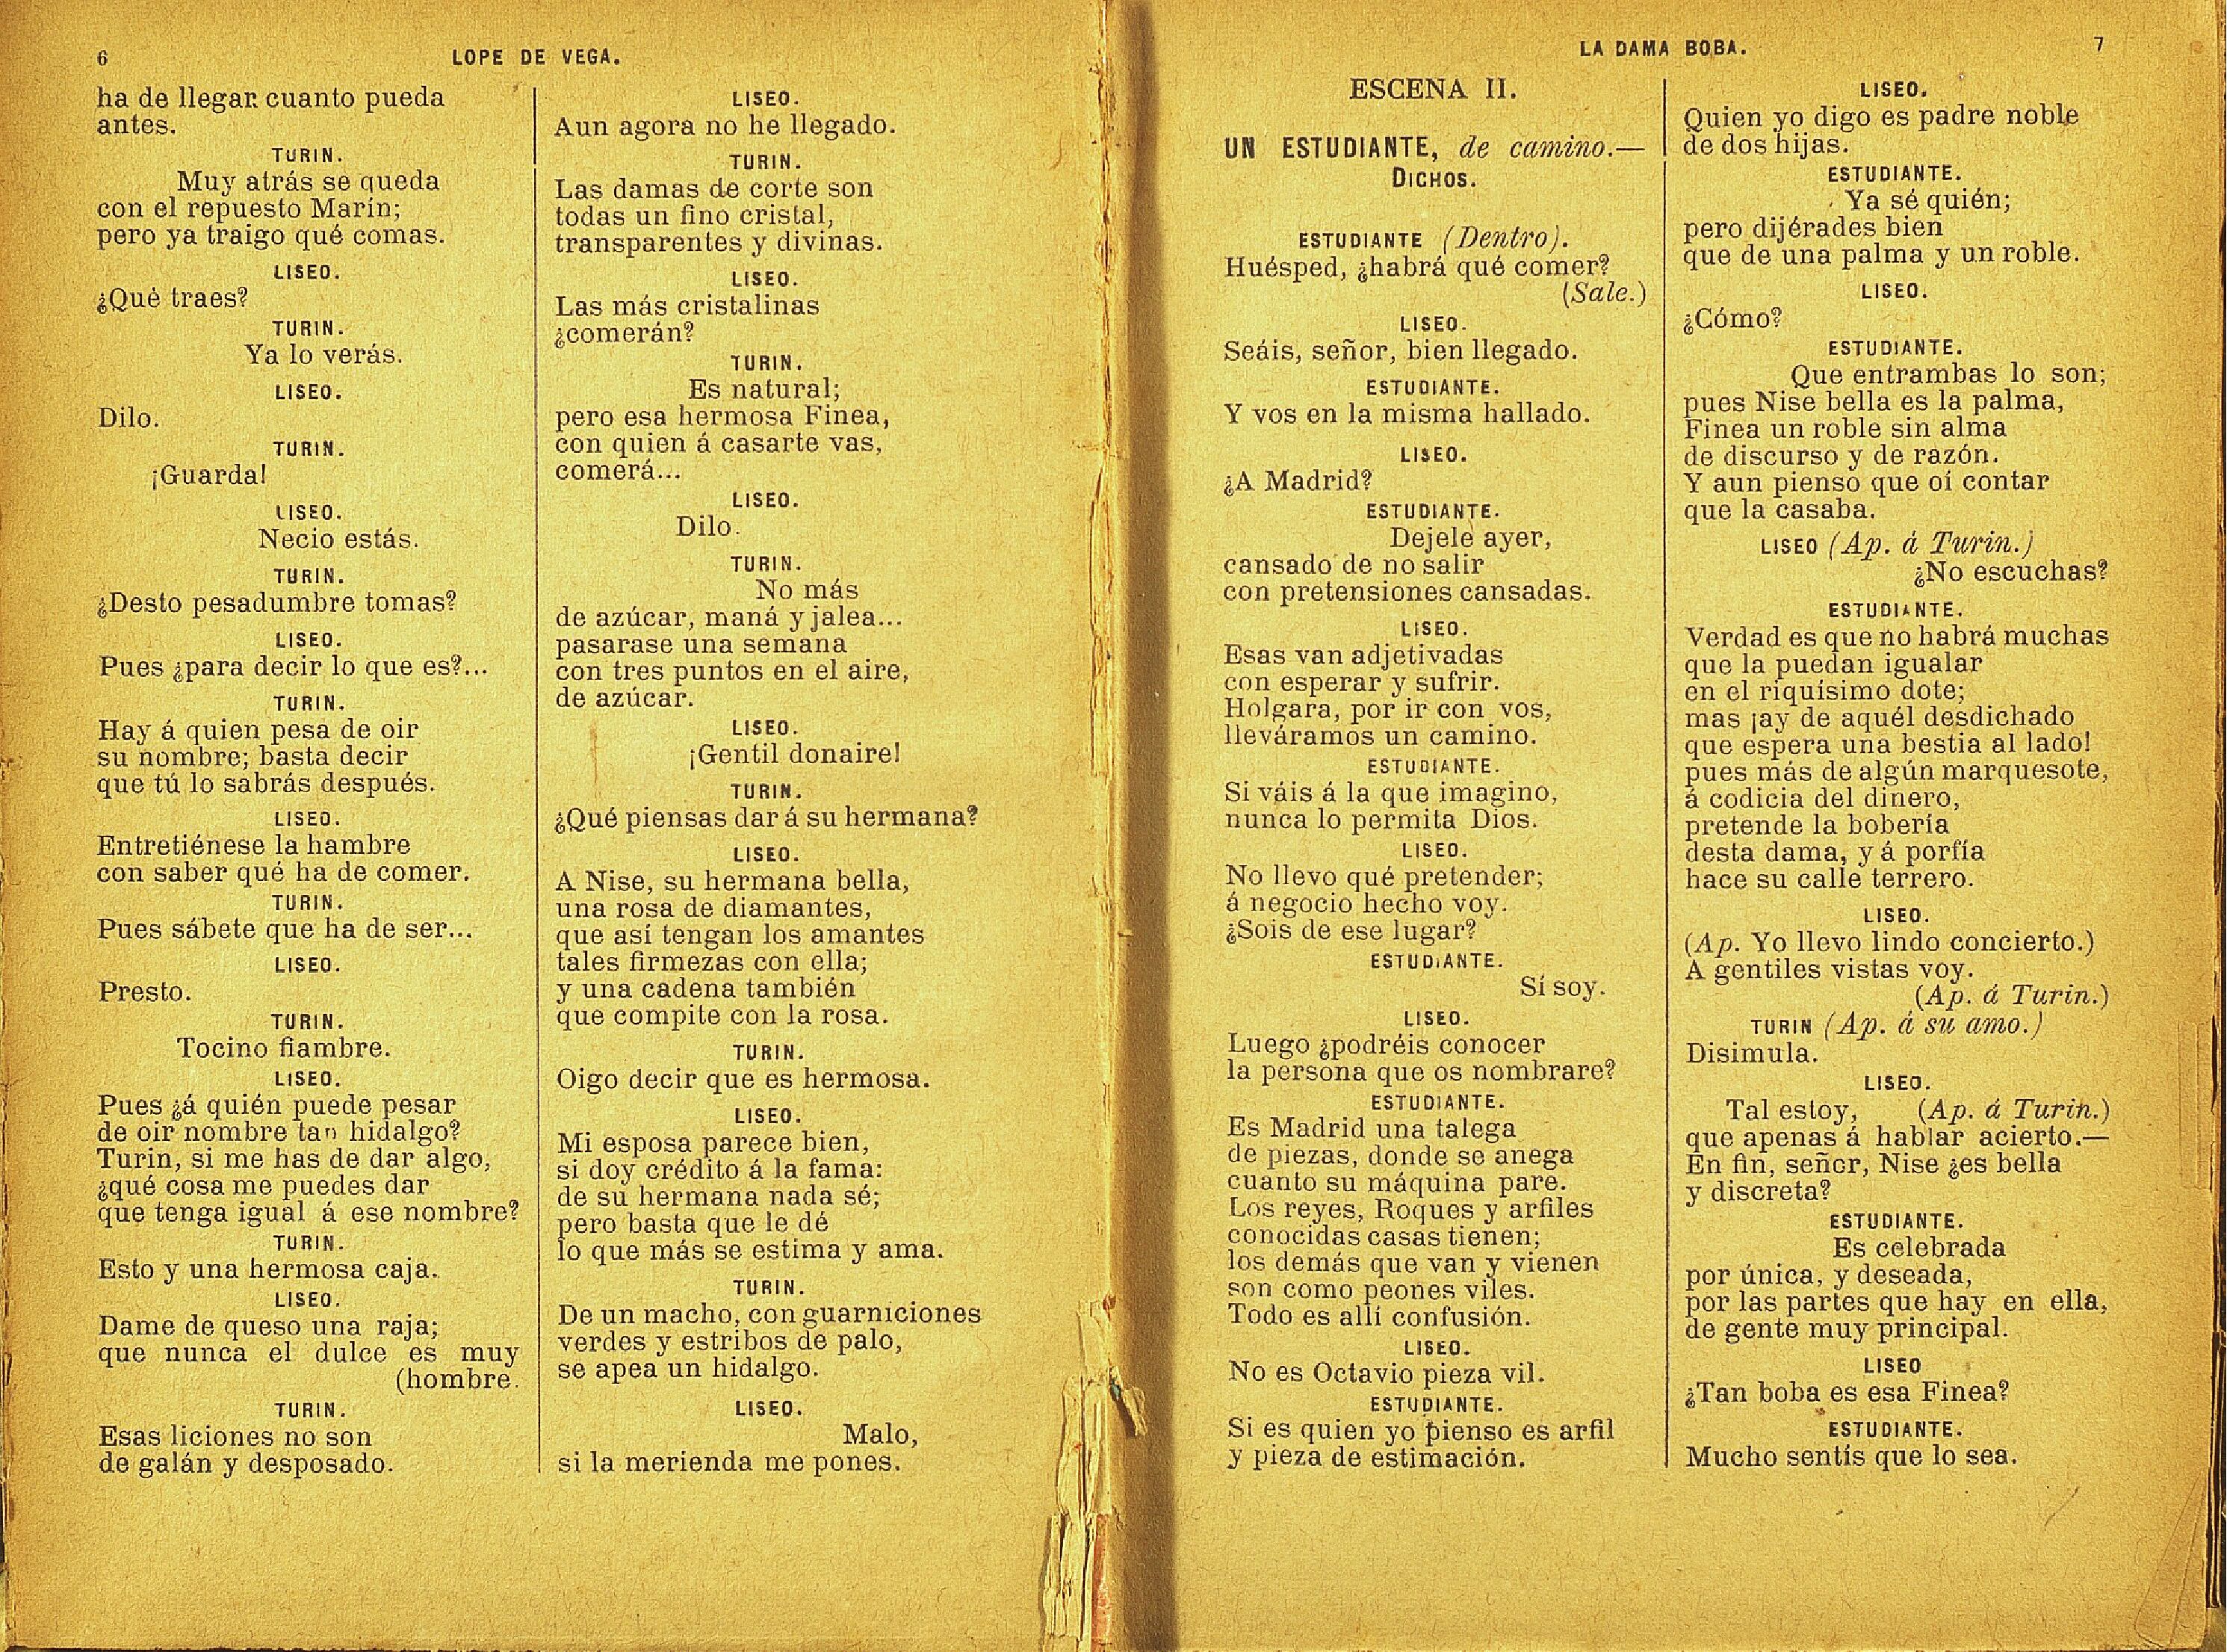 6
LOPE DE VEGA.
ha de llegar cuanto pueda
antes.
TURIN.
Muy atrás se queda
con el repuesto Marín;
pero ya traigo qué comas.
LISEO.
¿Qué traes?
TURIN.
Ya lo verás.
LISEO.
Dilo.
TURIN.
¡Guarda!
LISEO.
Necio estás.
TURIN.
¿Desto pesadumbre tomas?
LISEO.
Pues ¿para decir lo que es?...
TURIN.
Hay á quien pesa de oir
su nombre; basta decir
que tú lo sabrás después.
LISEO.
Entretiénese la hambre
con saber qué ha de comer.
TURIN.
Pues sábete que ha de ser...
LISEO.
Presto.
TURIN.
Tocino fiambre.
LISEO.
Pues ¿á quién puede pesar
de oir nombre tan hidalgo?
Turin, si me has de dar algo,
¿qué cosa me puedes dar
que tenga igual á ese nombre?
TURIN.
Esto y una hermosa caja.
LISEO.
Dame de queso una raja;
que nunca el dulce es muy
(hombre.
TURIN.
Esas liciones no son
de galán y desposado.
LISEO.
Aun agora no he llegado.
TURIN.
Las damas de corte son
todas un fino cristal,
transparentes y divinas.
LISEO.
Las más cristalinas
¿comerán?
TURIN.
Es natural;
pero esa hermosa Finea,
con quien á casarte vas,
comerá...
LISEO.
Dilo.
TURIN.
No más
de azúcar, maná y jalea...
pasarase una semana
con tres puntos en el aire,
de azúcar.
LISEO.
¡Gentil donaire!
TURIN.
¿Qué piensas dar á su hermana?
LISEO.
A Nise, su hermana bella,
una rosa de diamantes,
que así tengan los amantes
tales firmezas con ella;
y una cadena también
que compite con la rosa.
TURIN.
Oigo decir que es hermosa.
LISEO.
Mi esposa parece bien,
si doy crédito á la fama:
de su hermana nada sé;
pero basta que le dé
lo que más se estima y ama.
TURIN.
De un macho, con guarniciones
verdes y estribos de palo,
se apea un hidalgo.
LISEO.
Malo,
si la merienda me pones.
LA DAMA BOBA.
7
ESCENA II.
UN ESTUDIANTE, de camino.—
DICHOS.
ESTUDIANTE (Dentro).
Huésped, ¿habrá qué comer?
(Sale.)
LISEO.
Seáis, señor, bien llegado.
ESTUDIANTE.
Y vos en la misma hallado.
LISEO.
¿A Madrid?
ESTUDIANTE.
Dejele ayer,
cansado de no salir
con pretensiones cansadas.
LISEO.
Esas van adjetivadas
con esperar y sufrir.
Holgara, por ir con vos,
lleváramos un camino.
ESTUDIANTE.
Si váis á la que imagino,
nunca lo permita Dios.
LISEO.
No llevo qué pretender;
á negocio hecho voy.
¿Sois de ese lugar?
ESTUDIANTE.
Sí soy.
LISEO.
Luego ¿podréis conocer
la persona que os nombrare?
ESTUDIANTE.
Es Madrid una talega
de piezas, donde se anega
cuanto su máquina pare.
Los reyes, Roques y arfiles
conocidas casas tienen;
los demás que van y vienen
son como peones viles.
Todo es allí confusión.
LISEO.
No es Octavio pieza vil.
ESTUDIANTE.
Si es quien yo pienso es arfil
y pieza de estimación.
LISEO.
Quien yo digo es padre noble
de dos hijas.
ESTUDIANTE.
Ya sé quién;
pero dijérades bien
que de una palma y un roble.
LISEO.
¿Cómo?
ESTUDIANTE.
Que entrambas lo son;
pues Nise bella es la palma,
Finea un roble sin alma
de discurso y de razón.
Y aun pienso que oí contar
que la casaba.
LISEO (Ap. á Turin.)
¿No escuchas?
ESTUDIANTE.
Verdad es que no habrá muchas
que la puedan igualar
en el riquísimo dote;
mas ¡ay de aquél desdichado
que espera una bestia al lado!
pues más de algún marquesote,
á codicia del dinero,
pretende la bobería
desta dama, y á porfía
hace su calle terrero.
LISEO.
(Ap. Yo llevo lindo concierto.)
A gentiles vistas voy.
(Ap. á Turin.)
TURIN (Ap. á su amo.)
Disimula.
LISEO.
Tal estoy, (Ap. á Turin.)
que apenas á hablar acierto.—
En fin, señor, Nise ¿es bella
y discreta?
ESTUDIANTE.
Es celebrada
por única, y deseada,
por las partes que hay en ella,
de gente muy principal.
LISEO
¿Tan boba es esa Finea?
ESTUDIANTE.
Mucho sentís que lo sea.